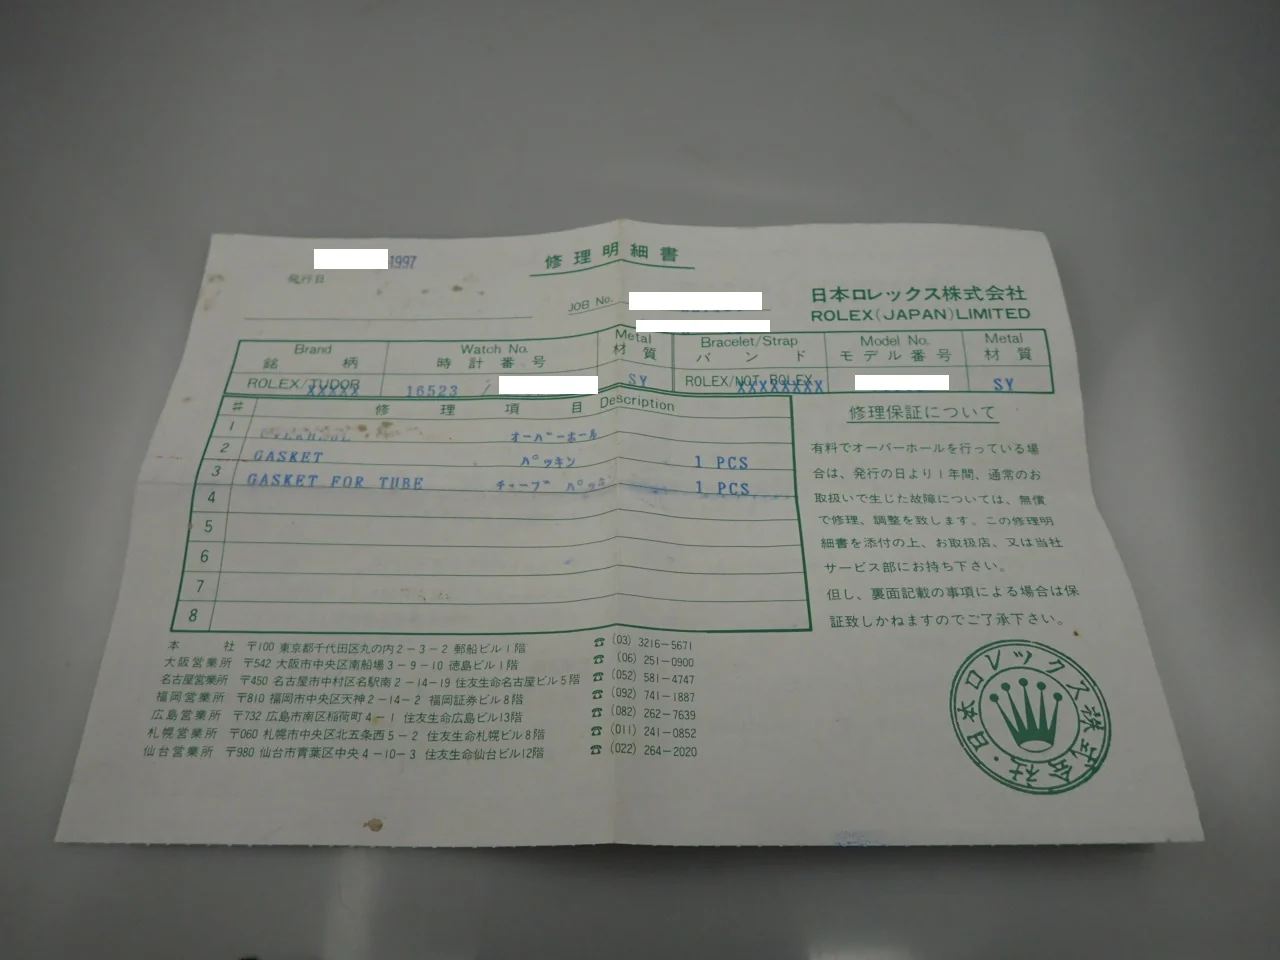 1997
発行日
修理明細書
JOB No.
日本ロレックス株式会社
ROLEX(JAPAN)LIMITED
Brand Watch No. Metal Bracelet/Strap Model No. Metal
銘柄 時計番号 材質 バンド モデル番号 材質
ROLEX/TUDOR XXXXX 16523 / SY ROLEX/NOT ROLEX XXXXXXXX SY
# 修理項目 Description
1 オーバーホール
2 GASKET パッキン 1 PCS
3 GASKET FOR TUBE チューブ パッキン 1 PCS
4
5
6
7
8
修理保証について
有料でオーバーホールを行っている場
合は、発行の日より1年間、通常のお
取扱いで生じた故障については、無償
で修理、調整を致します。この修理明
細書を添付の上、お取扱店、又は当社
サービス部にお持ち下さい。
但し、裏面記載の事項による場合は保
証致しかねますのでご了承下さい。
本社 〒100 東京都千代田区丸の内2-3-2 郵船ビル1階 ☎ (03) 3216-5671
大阪営業所 〒542 大阪市中央区南船場3-9-10 徳島ビル1階 ☎ (06) 251-0900
名古屋営業所 〒450 名古屋市中村区名駅南2-14-19 住友生命名古屋ビル5階 ☎ (052) 581-4747
福岡営業所 〒810 福岡市中央区天神2-14-2 福岡証券ビル8階 ☎ (092) 741-1887
広島営業所 〒732 広島市南区稲荷町4-1 住友生命広島ビル13階 ☎ (082) 262-7639
札幌営業所 〒060 札幌市中央区北五条西5-2 住友生命札幌ビル8階 ☎ (011) 241-0852
仙台営業所 〒980 仙台市青葉区中央4-10-3 住友生命仙台ビル12階 ☎ (022) 264-2020
日本ロレックス株式会社